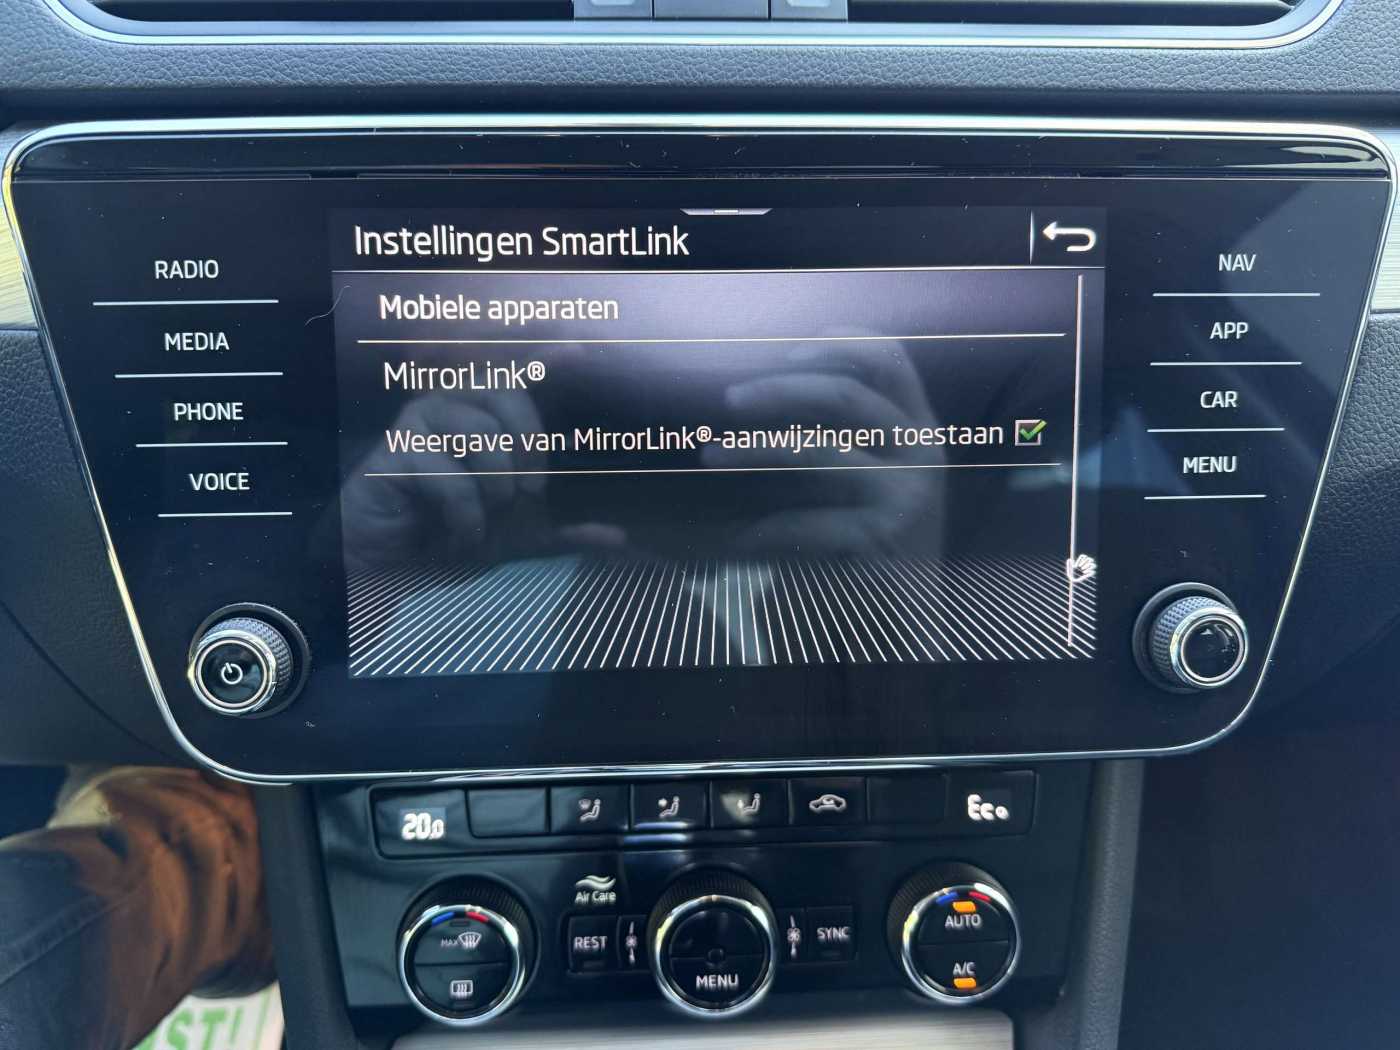 Instellingen SmartLink
RADIO
MEDIA
PHONE
VOICE
Mobiele apparaten
MirrorLink®
Weergave van MirrorLink®-aanwijzingen toestaan
NAV
APP
CAR
MENU
20.0
Eco
Air Care
MAX
REST
MENU
SYNC
AUTO
A/C
ST!